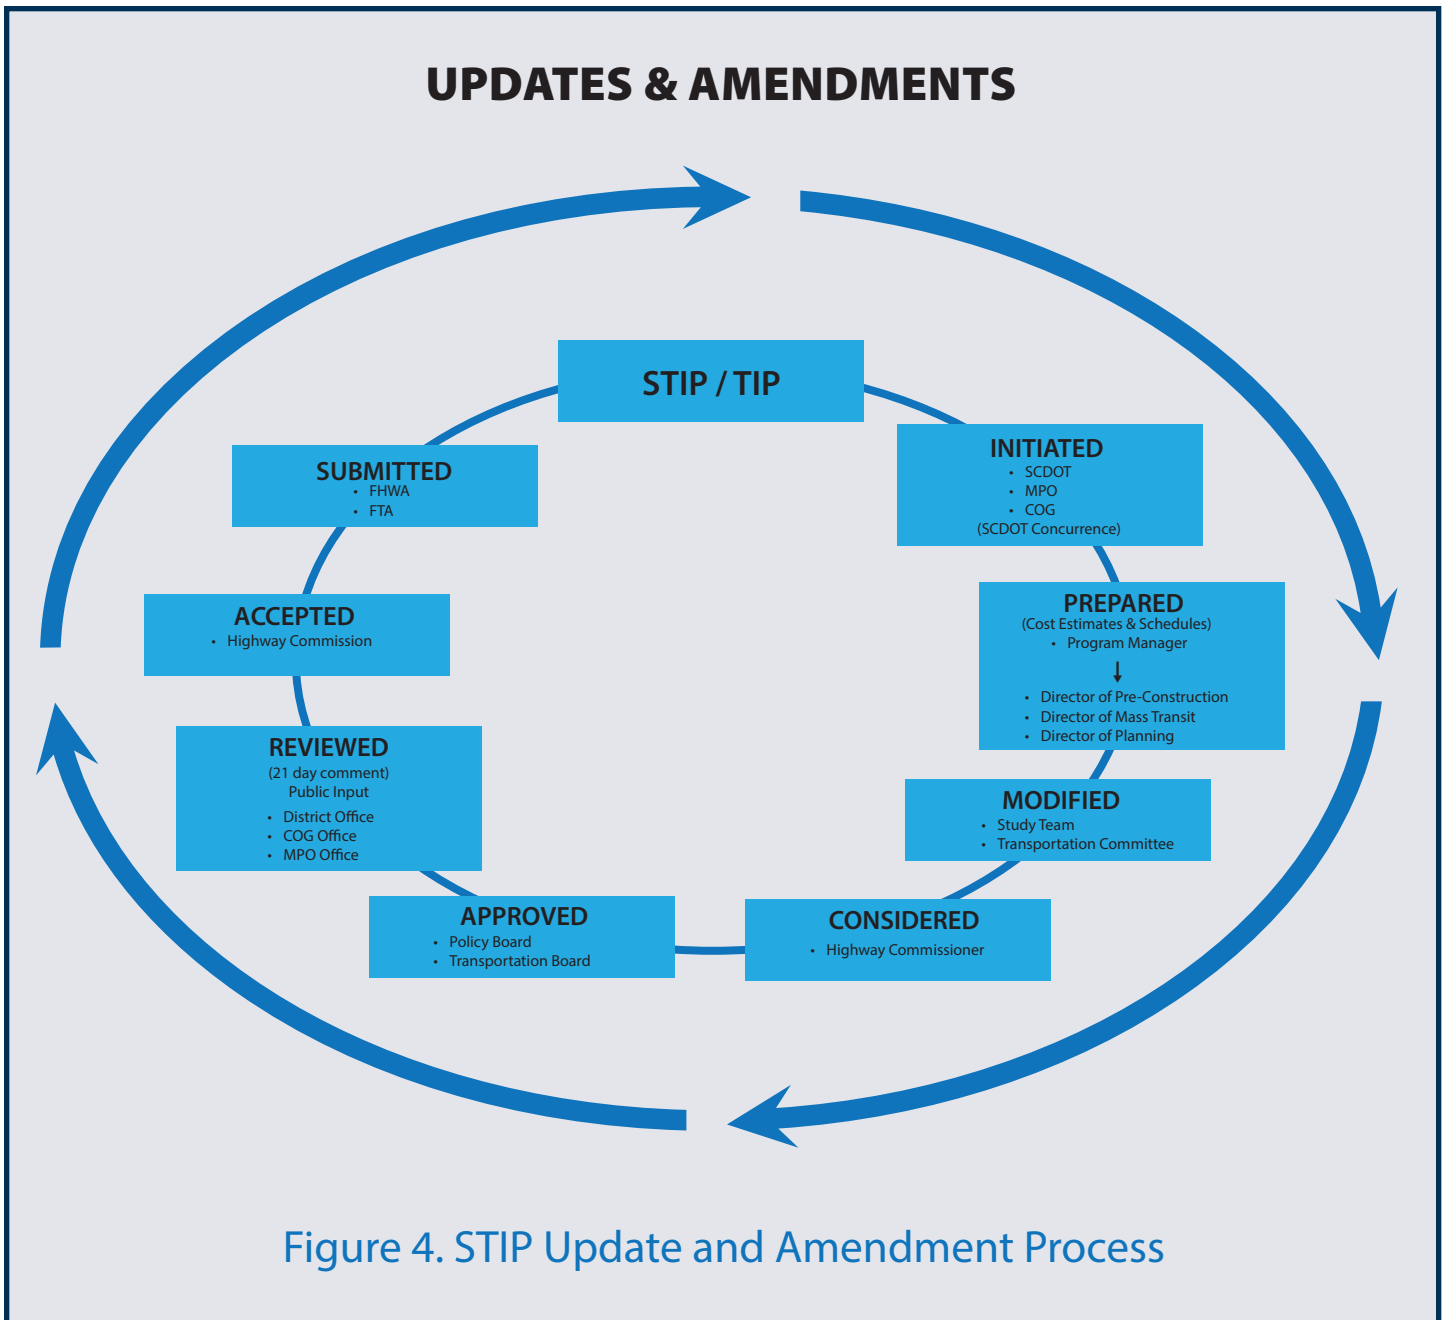 UPDATES & AMENDMENTS
STIP / TIP
INITIATED
• SCDOT
• MPO
• COG
(SCDOT Concurrence)
PREPARED
(Cost Estimates & Schedules)
• Program Manager
• Director of Pre-Construction
• Director of Mass Transit
• Director of Planning
MODIFIED
• Study Team
• Transportation Committee
CONSIDERED
• Highway Commissioner
APPROVED
• Policy Board
• Transportation Board
REVIEWED
(21 day comment)
Public Input
• District Office
• COG Office
• MPO Office
ACCEPTED
• Highway Commission
SUBMITTED
• FHWA
• FTA
Figure 4. STIP Update and Amendment Process